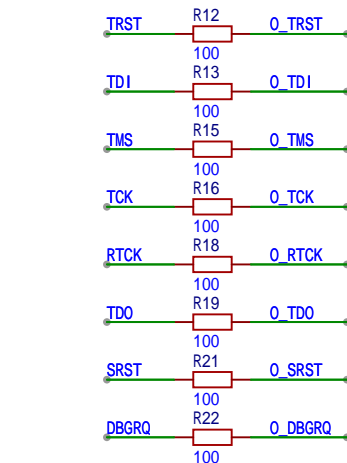 R12
TRST O_TRST
100
R13
TDI O_TDI
100
R15
TMS O_TMS
100
R16
TCK O_TCK
100
R18
RTCK O_RTCK
100
R19
TDO O_TDO
100
R21
SRST O_SRST
100
R22
DBGRQ O_DBGRQ
100